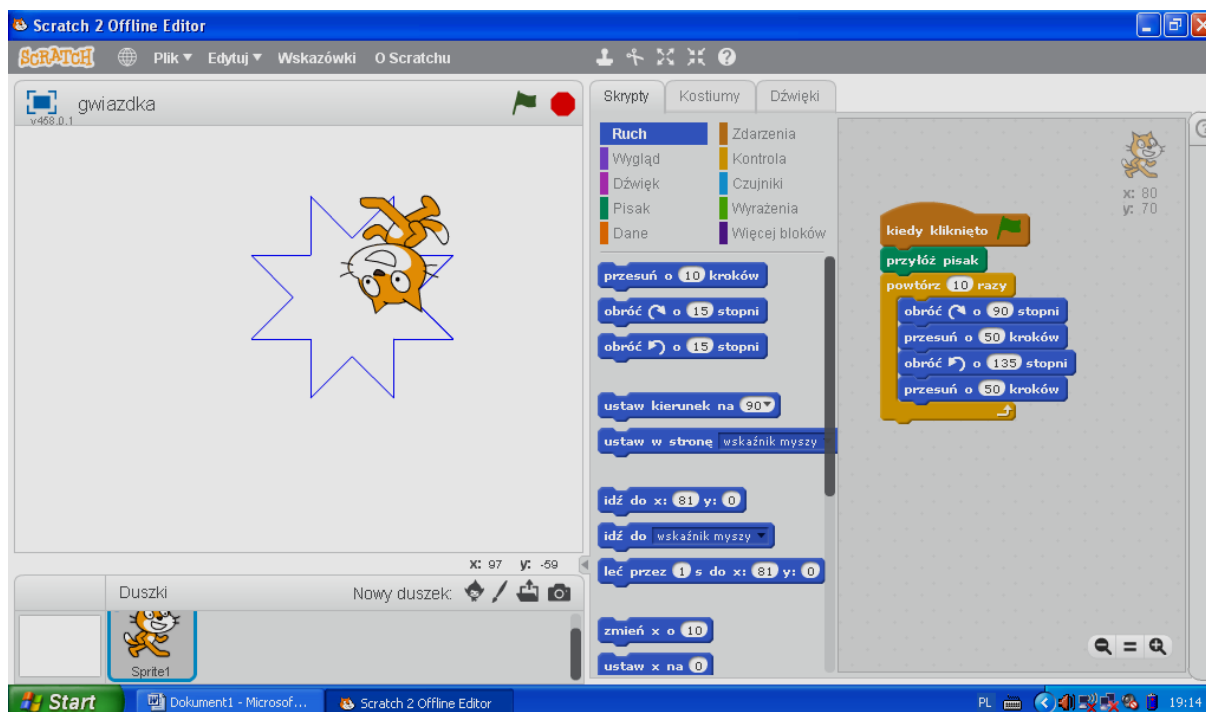 Scratch 2 Offline Editor
SCRATCH Plik Edytuj Wskazówki O Scratchu
gwiazdka
v458.0.1
Skrypty Kostiumy Dźwięki
Ruch Zdarzenia
Wygląd Kontrola
Dźwięk Czujniki
Pisak Wyrażenia
Dane Więcej bloków
przesuń o 10 kroków
obróć o 15 stopni
obróć o 15 stopni
ustaw kierunek na 90
ustaw w stronę wskaźnik myszy
idź do x: 81 y: 0
idź do wskaźnik myszy
leć przez 1 s do x: 81 y: 0
zmień x o 10
ustaw x na 0
x: 80
y: 70
kiedy kliknięto
przyłóż pisak
powtórz 10 razy
obróć o 90 stopni
przesuń o 50 kroków
obróć o 135 stopni
przesuń o 50 kroków
x: 97 y: -59
Duszki Nowy duszek:
Sprite1
Start Dokument1 - Microsof... Scratch 2 Offline Editor PL 19:14